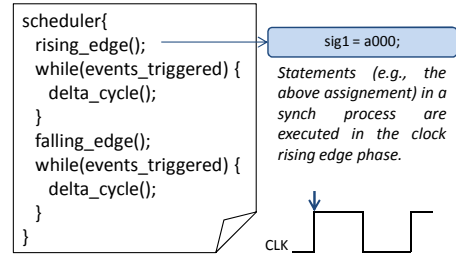 scheduler{
rising_edge();
while(events_triggered) {
delta_cycle();
}
falling_edge();
while(events_triggered) {
delta_cycle();
}
}
sig1 = a000;
Statements (e.g., the
above assignement) in a
synch process are
executed in the clock
rising edge phase.
CLK